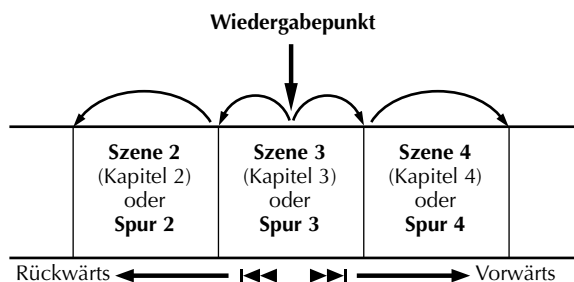 Wiedergabepunkt
Szene 2
(Kapitel 2)
oder
Spur 2
Szene 3
(Kapitel 3)
oder
Spur 3
Szene 4
(Kapitel 4)
oder
Spur 4
Rückwärts
Vorwärts